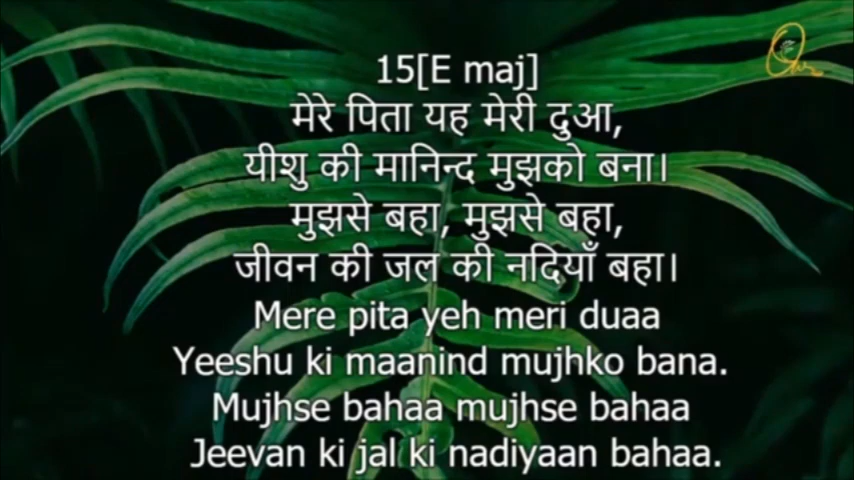 15[E maj]
मेरे पिता यह मेरी दुआ,
यीशु की मानिन्द मुझको बना।
मुझसे बहा, मुझसे बहा,
जीवन की जल की नदियाँ बहा।
Mere pita yeh meri duaa
Yeeshu ki maanind mujhko bana.
Mujhse bahaa mujhse bahaa
Jeevan ki jal ki nadiyaan bahaa.